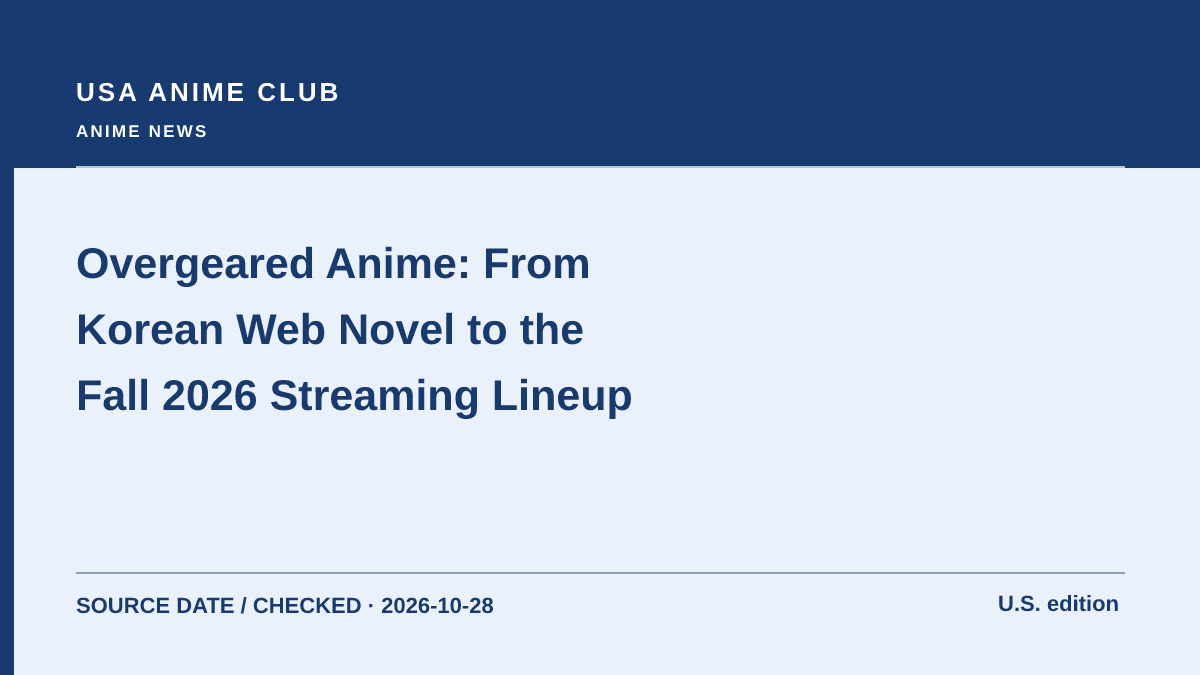 USA ANIME CLUB
ANIME NEWS
Overgeared Anime: From
Korean Web Novel to the
Fall 2026 Streaming Lineup
SOURCE DATE / CHECKED · 2026-10-28
U.S. edition